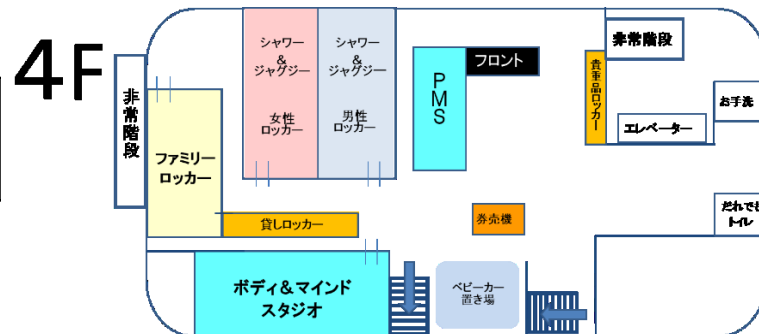 4F
非常階段
ファミリー
ロッカー
シャワー
&
ジャグジー
女性
ロッカー
シャワー
&
ジャグジー
男性
ロッカー
PMS
フロント
貴重品ロッカー
非常階段
エレベーター
お手洗
だれでも
トイレ
貸しロッカー
券売機
ボディ&マインド
スタジオ
ベビーカー
置き場